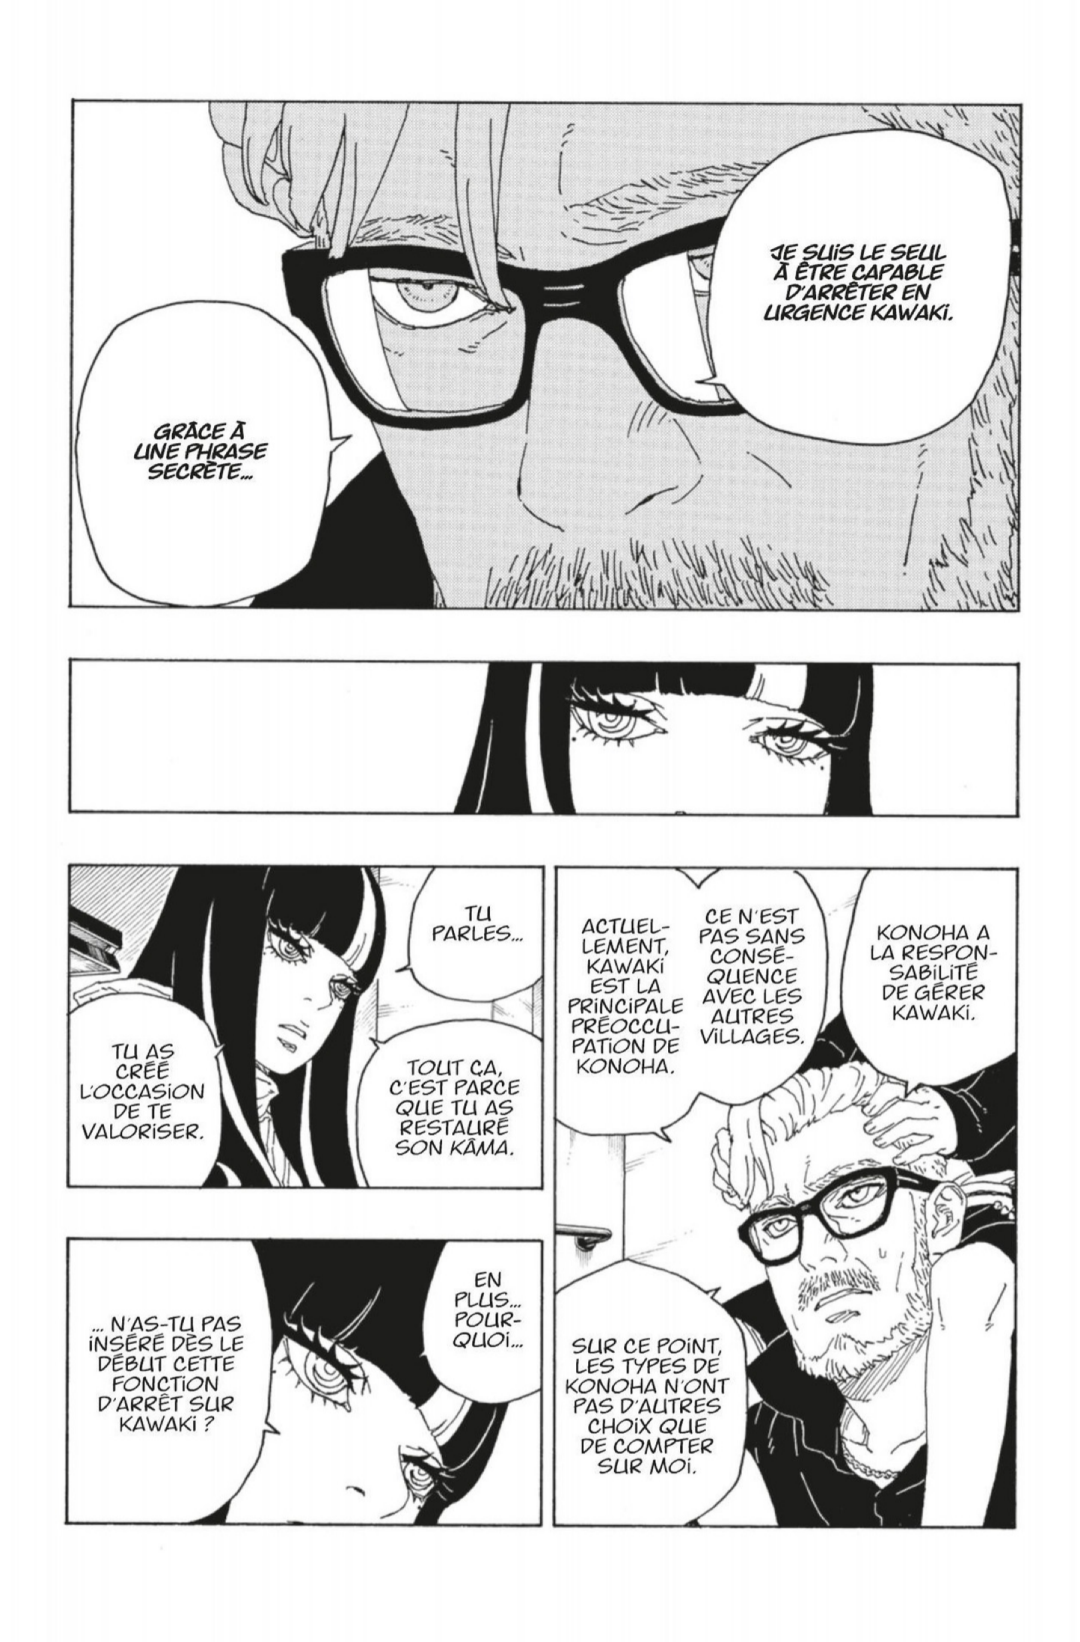 JE SUiS LE SEUL
À ÊTRE CAPABLE
D'ARRÊTER EN
URGENCE KAWAKi.
GRÂCE À
UNE PHRASE
SECRÈTE...
KONOHA A
LA RESPON-
SABiLiTÉ
DE GÉRER
KAWAKi.
CE N'EST
PAS SANS
CONSÉ-
QUENCE
AVEC LES
AUTRES
ViLLAGES.
ACTUEL-
LEMENT,
KAWAKi
EST LA
PRiNCiPALE
PRÉOCCU-
PATiON DE
KONOHA.
SUR CE POiNT,
LES TYPES DE
KONOHA N'ONT
PAS D'AUTRES
CHOiX QUE
DE COMPTER
SUR MOi.
TU
PARLES...
TOUT ÇA,
C'EST PARCE
QUE TU AS
RESTAURÉ
SON KÂMA.
TU AS
CRÉÉ
L'OCCASiON
DE TE
VALORiSER.
EN
PLUS...
POUR-
QUOi...
... N'AS-TU PAS
iNSÉRÉ DÈS LE
DÉBUT CETTE
FONCTiON
D'ARRÊT SUR
KAWAKi ?